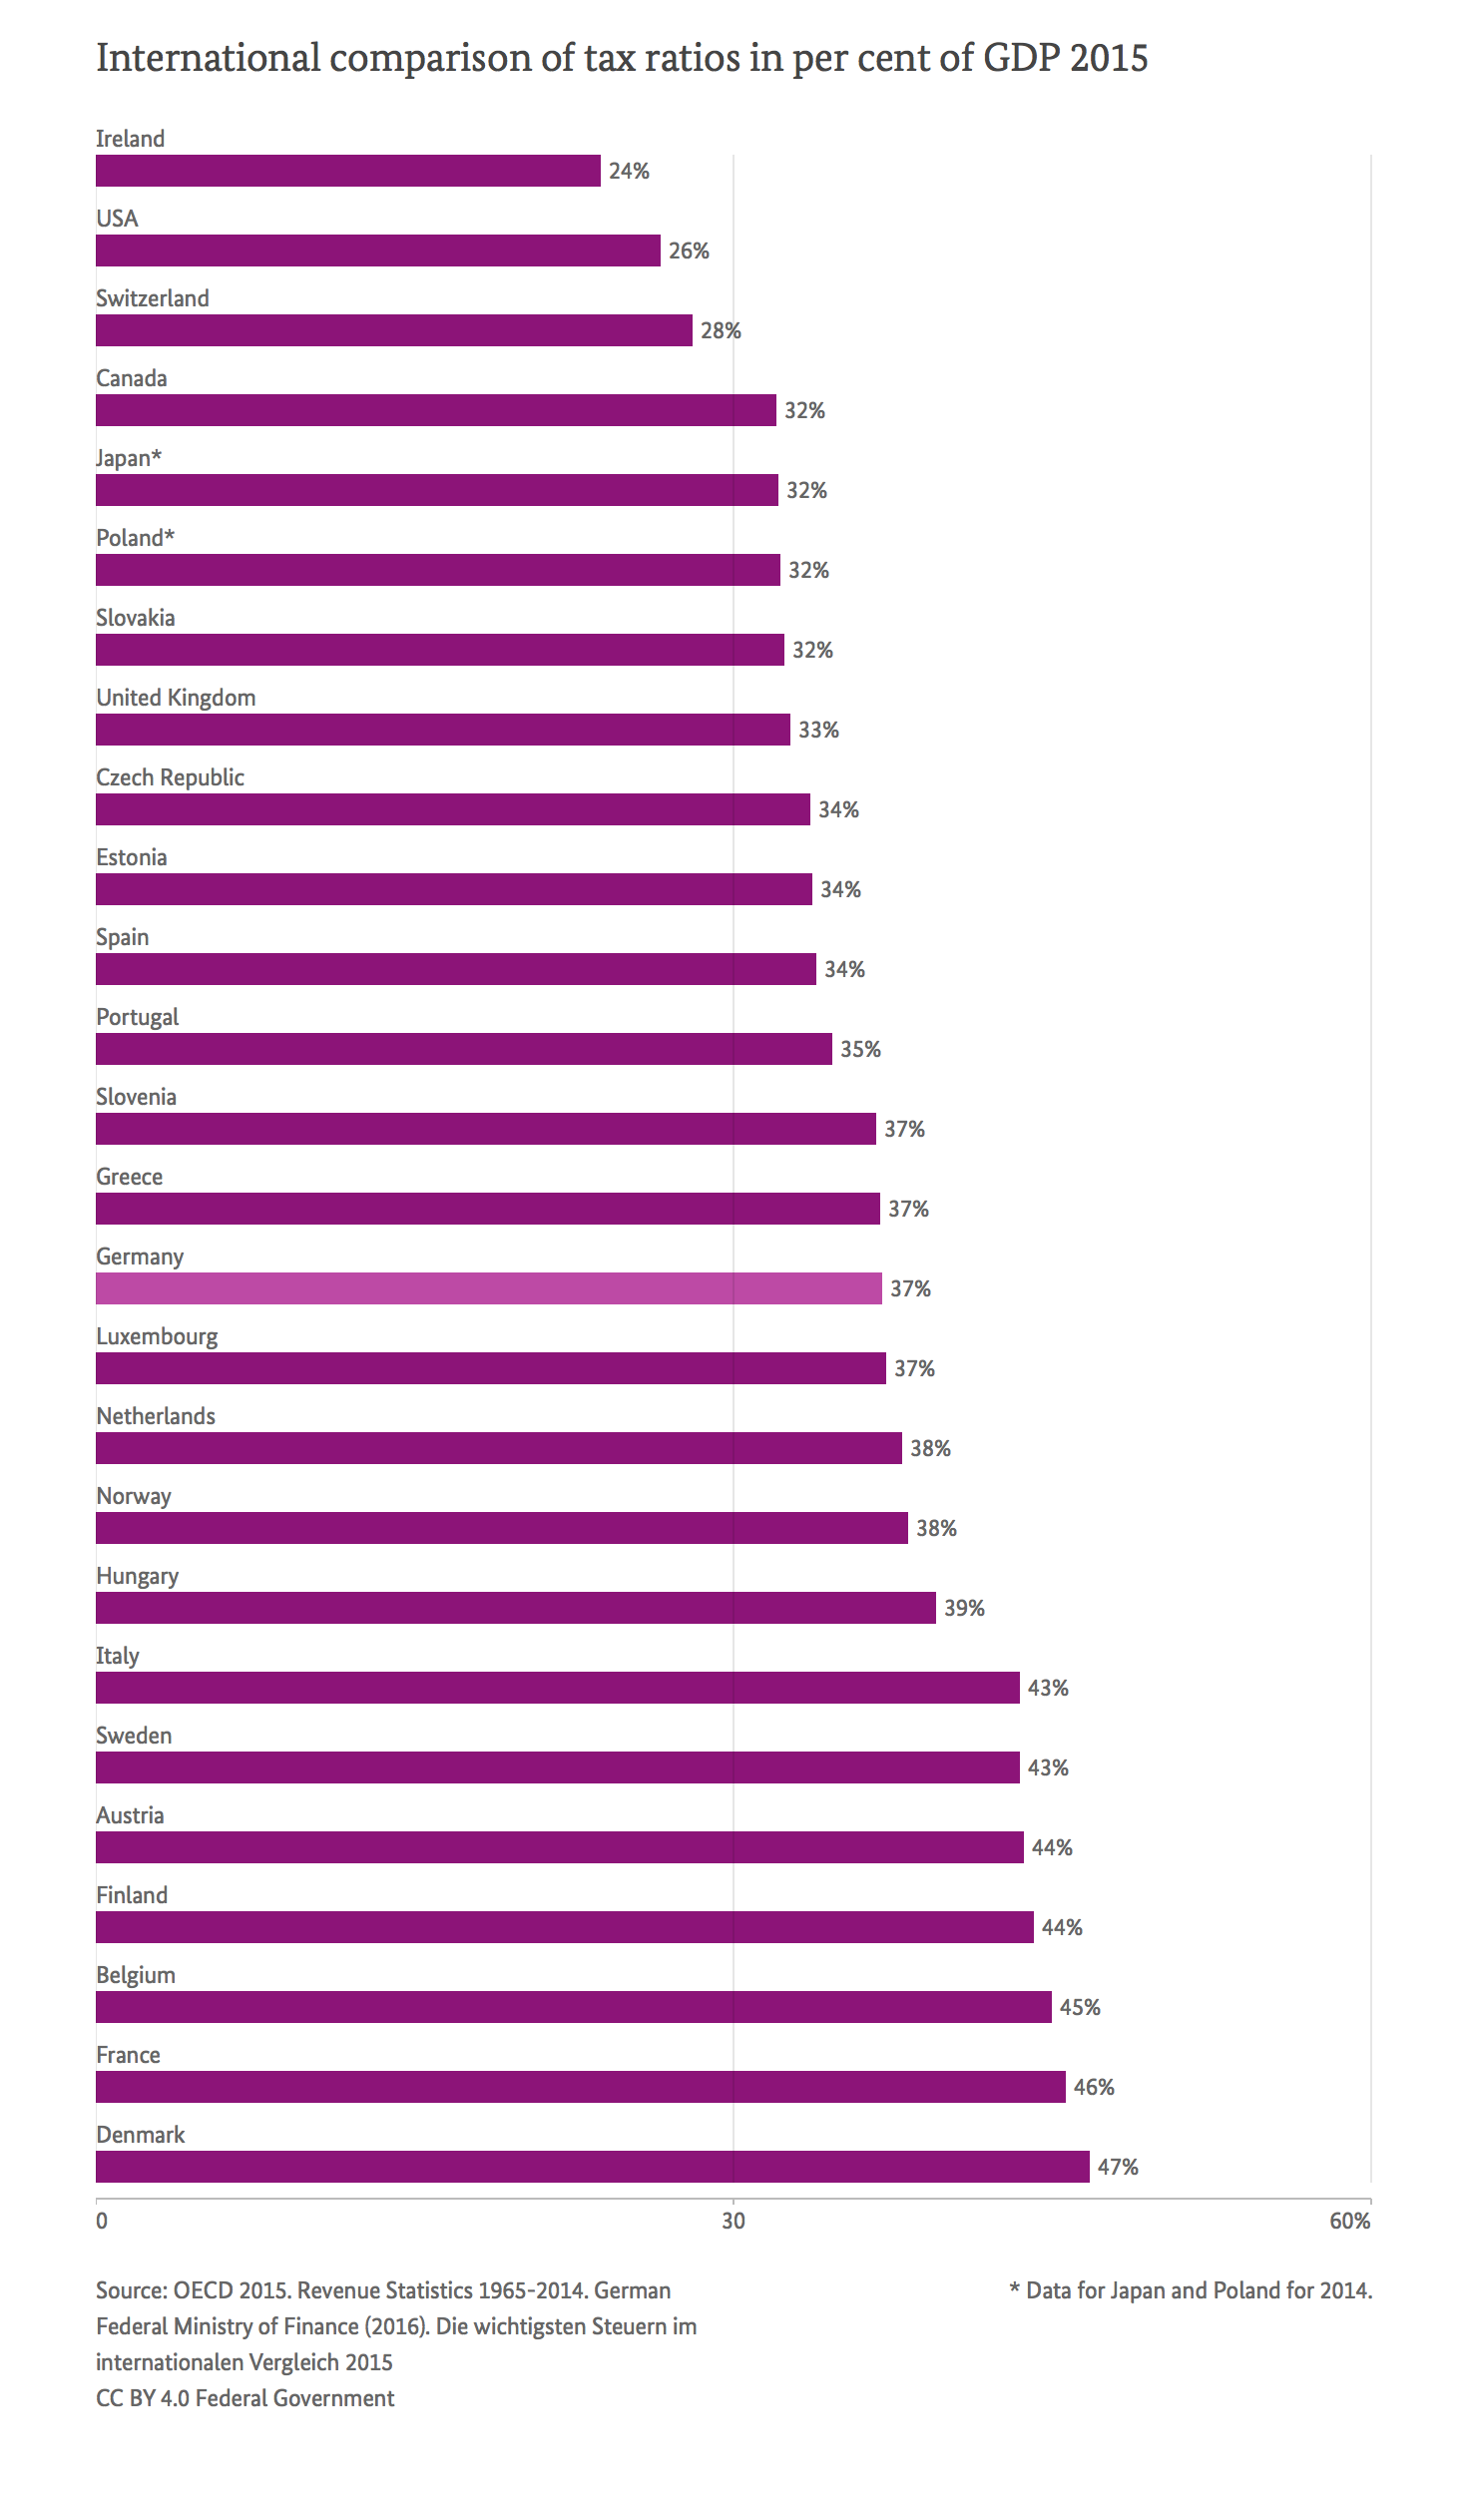 International comparison of tax ratios in per cent of GDP 2015
Ireland
24%
USA
26%
Switzerland
28%
Canada
32%
Japan*
32%
Poland*
32%
Slovakia
32%
United Kingdom
33%
Czech Republic
34%
Estonia
34%
Spain
34%
Portugal
35%
Slovenia
37%
Greece
37%
Germany
37%
Luxembourg
37%
Netherlands
38%
Norway
38%
Hungary
39%
Italy
43%
Sweden
43%
Austria
44%
Finland
44%
Belgium
45%
France
46%
Denmark
47%
0 30 60%
Source: OECD 2015. Revenue Statistics 1965-2014. German
Federal Ministry of Finance (2016). Die wichtigsten Steuern im
internationalen Vergleich 2015
CC BY 4.0 Federal Government
* Data for Japan and Poland for 2014.